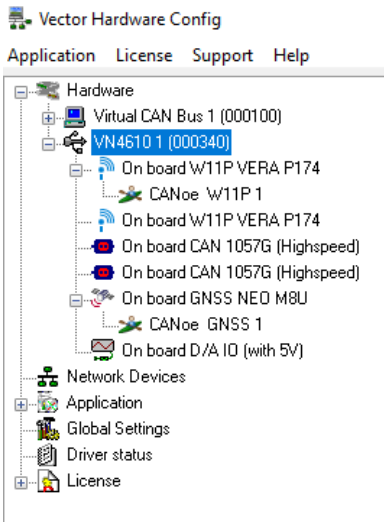 Vector Hardware Config
Application License Support Help
Hardware
Virtual CAN Bus 1 (000100)
VN4610 1 (000340)
On board W11P VERA P174
CANoe W11P 1
On board W11P VERA P174
On board CAN 1057G (Highspeed)
On board CAN 1057G (Highspeed)
On board GNSS NEO M8U
CANoe GNSS 1
On board D/A IO (with 5V)
Network Devices
Application
Global Settings
Driver status
License